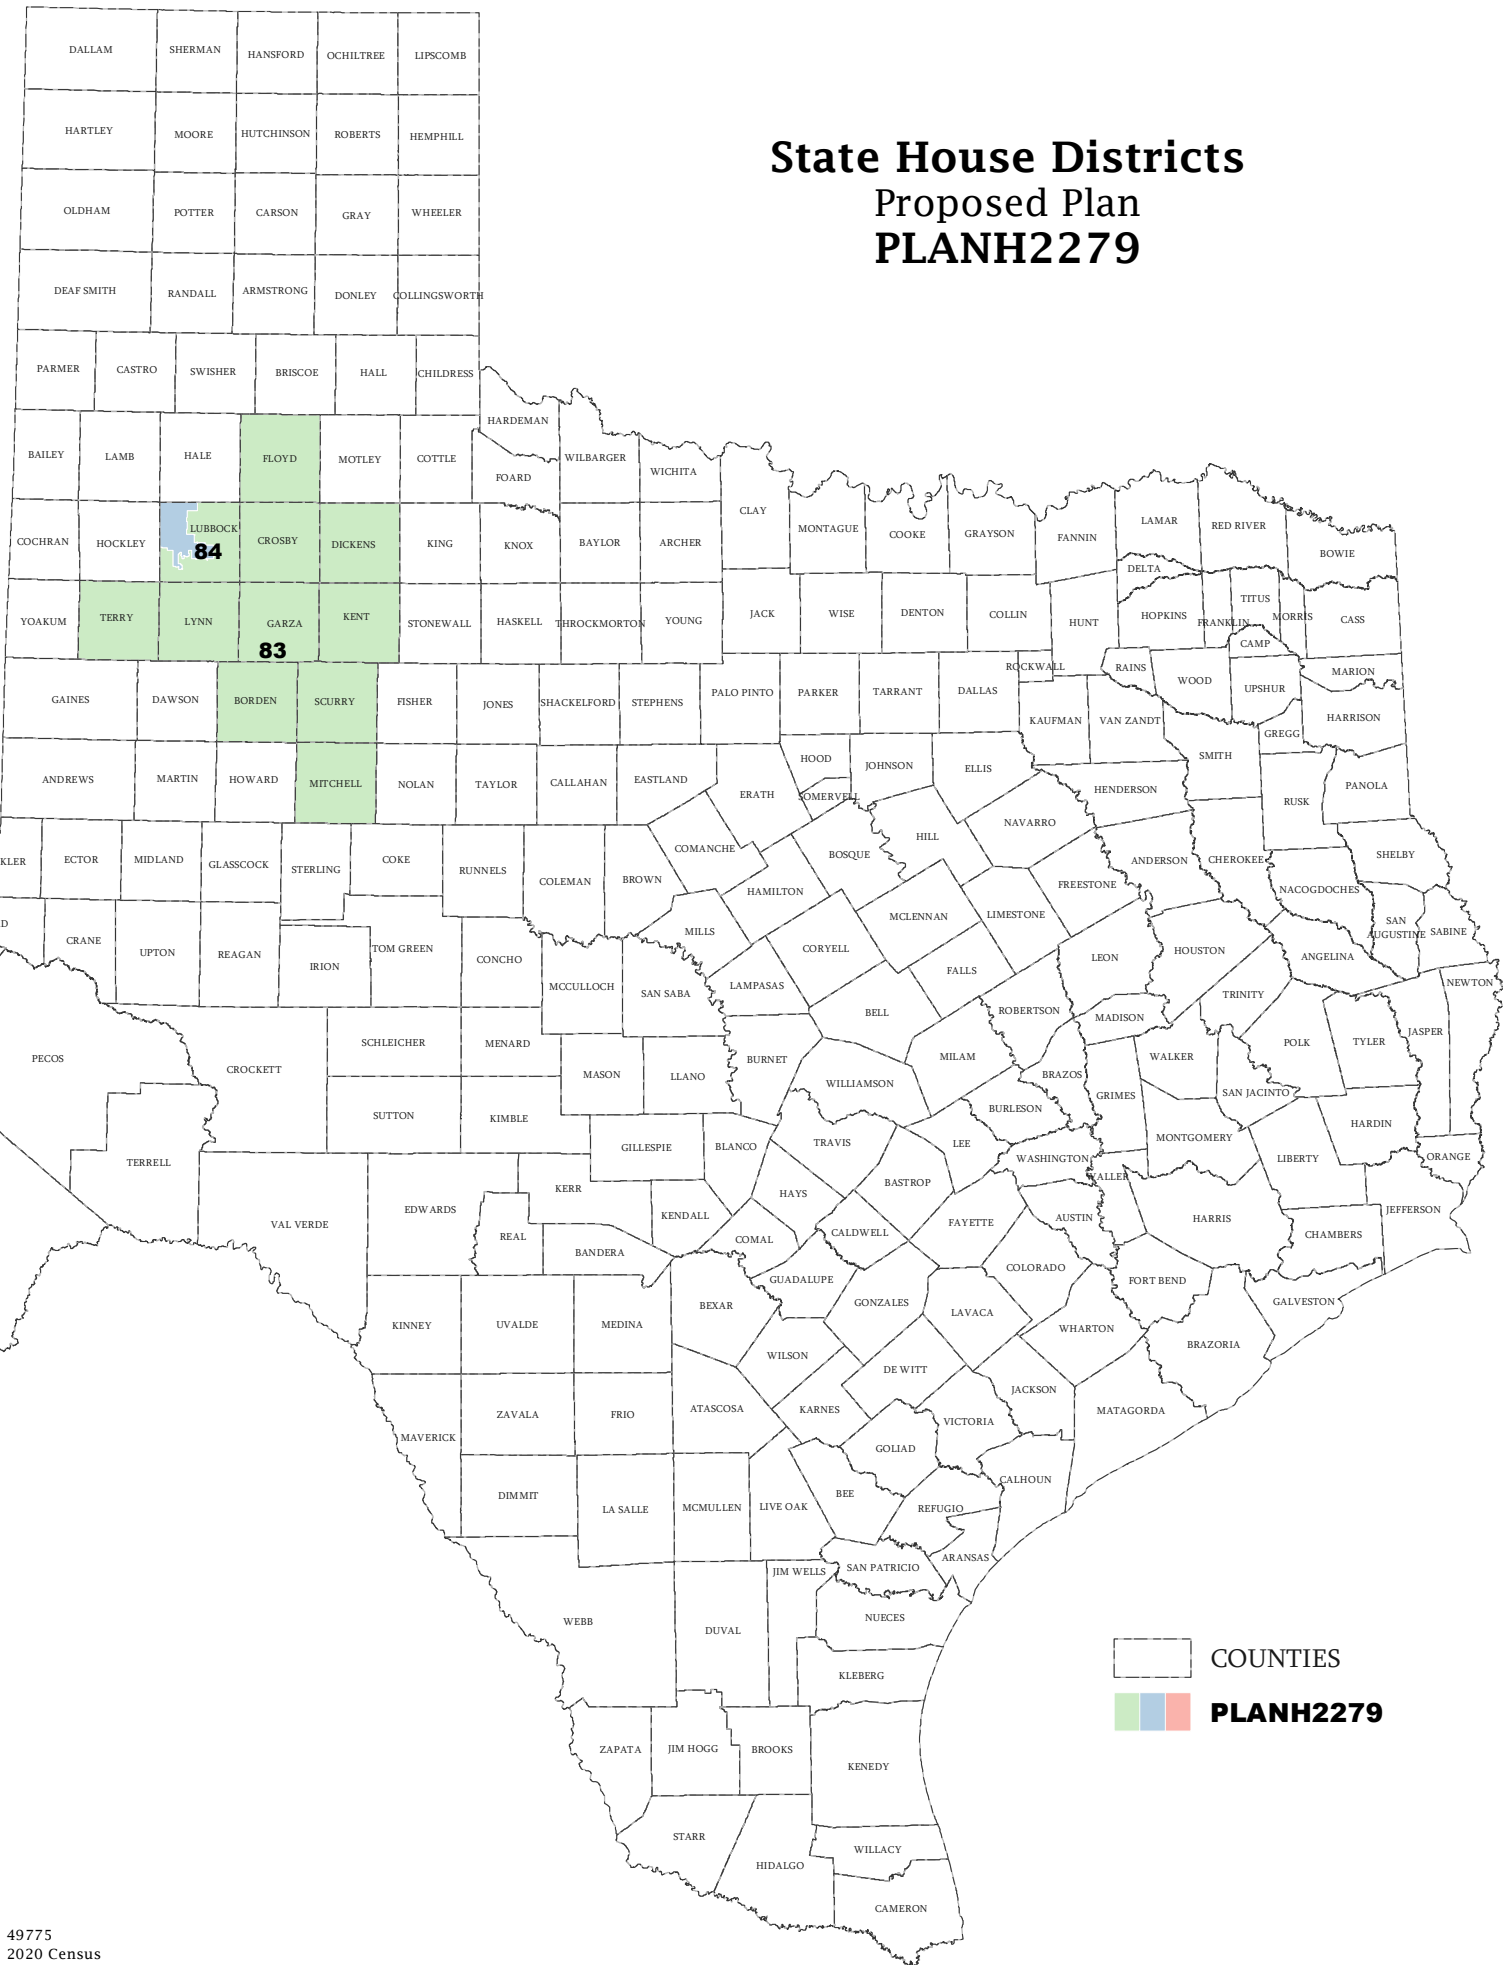 State House Districts
Proposed Plan
PLANH2279
DALLAM
SHERMAN
HANSFORD
OCHILTREE
LIPSCOMB
HARTLEY
MOORE
HUTCHINSON
ROBERTS
HEMPHILL
OLDHAM
POTTER
CARSON
GRAY
WHEELER
DEAF SMITH
RANDALL
ARMSTRONG
DONLEY
COLLINGSWORTH
PARMER
CASTRO
SWISHER
BRISCOE
HALL
CHILDRESS
HARDEMAN
BAILEY
LAMB
HALE
FLOYD
MOTLEY
COTTLE
FOARD
WILBARGER
WICHITA
CLAY
MONTAGUE
COOKE
GRAYSON
FANNIN
LAMAR
RED RIVER
BOWIE
COCHRAN
HOCKLEY
LUBBOCK
84
CROSBY
DICKENS
KING
KNOX
BAYLOR
ARCHER
DELTA
YOAKUM
TERRY
LYNN
GARZA
83
KENT
STONEWALL
HASKELL
THROCKMORTON
YOUNG
JACK
WISE
DENTON
COLLIN
HUNT
HOPKINS
FRANKLIN
TITUS
MORRIS
CASS
CAMP
GAINES
DAWSON
BORDEN
SCURRY
FISHER
JONES
SHACKELFORD
STEPHENS
PALO PINTO
PARKER
TARRANT
DALLAS
ROCKWALL
RAINS
WOOD
UPSHUR
MARION
KAUFMAN
VAN ZANDT
GREGG
HARRISON
ANDREWS
MARTIN
HOWARD
MITCHELL
NOLAN
TAYLOR
CALLAHAN
EASTLAND
ERATH
HOOD
SOMERVELL
JOHNSON
ELLIS
HENDERSON
SMITH
RUSK
PANOLA
KLER
ECTOR
MIDLAND
GLASSCOCK
STERLING
COKE
RUNNELS
COLEMAN
BROWN
COMANCHE
HAMILTON
BOSQUE
HILL
NAVARRO
FREESTONE
ANDERSON
CHEROKEE
NACOGDOCHES
SHELBY
D
CRANE
UPTON
REAGAN
IRION
TOM GREEN
CONCHO
MCCULLOCH
SAN SABA
MILLS
LAMPASAS
CORYELL
MCLENNAN
LIMESTONE
FALLS
LEON
HOUSTON
ANGELINA
SAN
AUGUSTINE
SABINE
NEWTON
BELL
ROBERTSON
MADISON
TRINITY
POLK
TYLER
JASPER
PECOS
CROCKETT
SCHLEICHER
MENARD
MASON
LLANO
BURNET
WILLIAMSON
MILAM
BRAZOS
GRIMES
WALKER
SAN JACINTO
HARDIN
SUTTON
KIMBLE
GILLESPIE
BLANCO
TRAVIS
LEE
BURLESON
WASHINGTON
MONTGOMERY
LIBERTY
ORANGE
TERRELL
VAL VERDE
EDWARDS
KERR
REAL
BANDERA
KENDALL
COMAL
HAYS
CALDWELL
BASTROP
FAYETTE
AUSTIN
WALLER
HARRIS
CHAMBERS
JEFFERSON
KINNEY
UVALDE
MEDINA
BEXAR
GUADALUPE
GONZALES
LAVACA
COLORADO
FORT BEND
GALVESTON
WILSON
DE WITT
WHARTON
BRAZORIA
MAVERICK
ZAVALA
FRIO
ATASCOSA
KARNES
GOLIAD
VICTORIA
JACKSON
MATAGORDA
DIMMIT
LA SALLE
MCMULLEN
LIVE OAK
BEE
REFUGIO
CALHOUN
ARANSAS
SAN PATRICIO
JIM WELLS
WEBB
DUVAL
NUECES
KLEBERG
ZAPATA
JIM HOGG
BROOKS
KENEDY
STARR
HIDALGO
WILLACY
CAMERON
COUNTIES
PLANH2279
49775
2020 Census